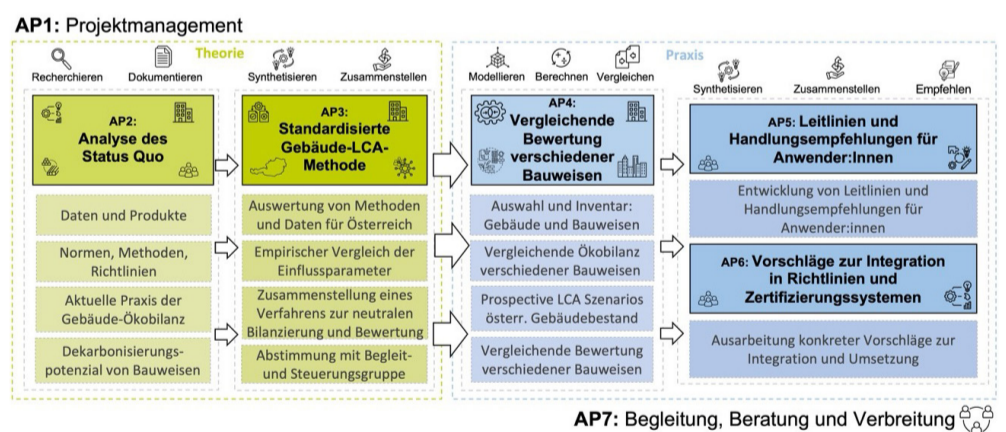 AP1: Projektmanagement
Theorie
Recherchieren
Dokumentieren
Synthetisieren
Zusammenstellen
AP2:
Analyse des
Status Quo
Daten und Produkte
Normen, Methoden,
Richtlinien
Aktuelle Praxis der
Gebäude-Ökobilanz
Dekarbonisierungs-
potenzial von Bauweisen
AP3:
Standardisierte
Gebäude-LCA-
Methode
Auswertung von Methoden
und Daten für Österreich
Empirischer Vergleich der
Einflussparameter
Zusammenstellung eines
Verfahrens zur neutralen
Bilanzierung und Bewertung
Abstimmung mit Begleit-
und Steuerungsgruppe
Praxis
Modellieren
Berechnen
Vergleichen
Synthetisieren
Zusammenstellen
Empfehlen
AP4:
Vergleichende
Bewertung
verschiedener
Bauweisen
Auswahl und Inventar:
Gebäude und Bauweisen
Vergleichende Ökobilanz
verschiedener Bauweisen
Prospective LCA Szenarios
österr. Gebäudebestand
Vergleichende Bewertung
verschiedener Bauweisen
AP5: Leitlinien und
Handlungsempfehlungen für
Anwender:Innen
Entwicklung von Leitlinien und
Handlungsempfehlungen für
Anwender:innen
AP6: Vorschläge zur Integration
in Richtlinien und
Zertifizierungssystemen
Ausarbeitung konkreter Vorschläge zur
Integration und Umsetzung
AP7: Begleitung, Beratung und Verbreitung